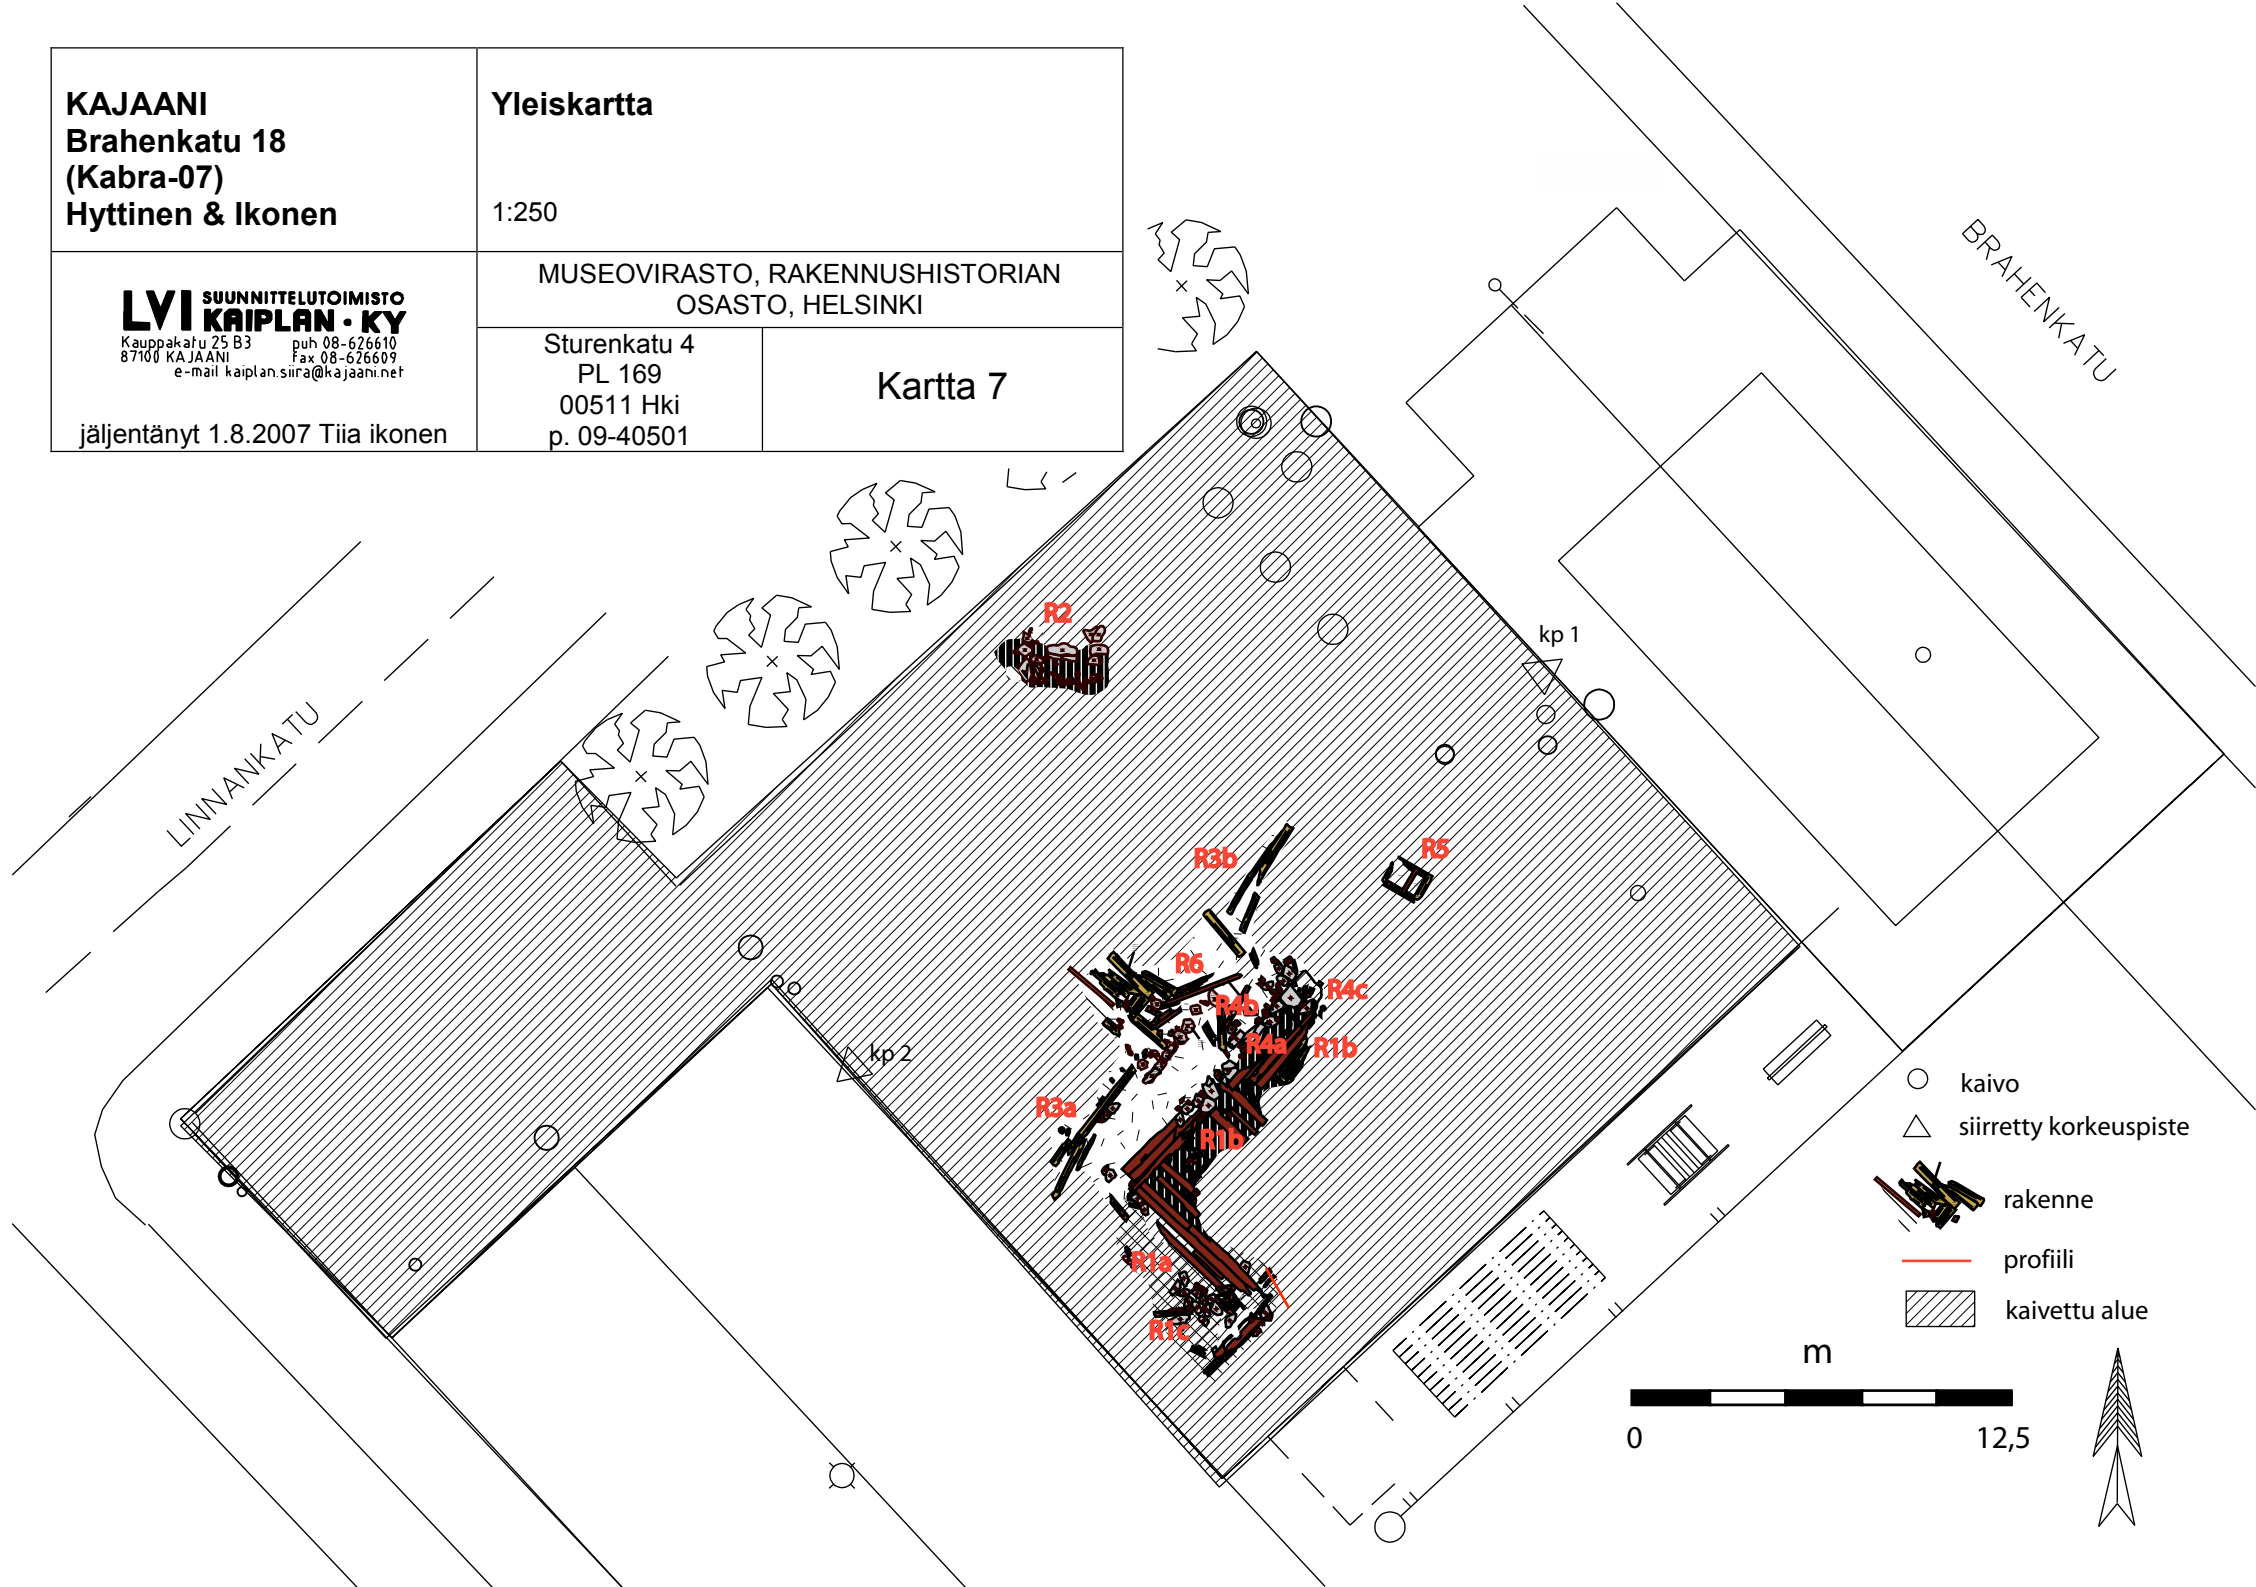 KAJAANI
Brahenkatu 18
(Kabra-07)
Hyttinen & Ikonen
Yleiskartta
1:250
LVI SUUNNITTELUTOIMISTO
KAIPLAN · KY
Kauppakatu 25 B3 puh 08-626610
87100 KAJAANI fax 08-626609
e-mail kaiplan.siira@kajaani.net
jäljentänyt 1.8.2007 Tiia ikonen
MUSEOVIRASTO, RAKENNUSHISTORIAN
OSASTO, HELSINKI
Sturenkatu 4
PL 169
00511 Hki
p. 09-40501
Kartta 7
BRAHENKATU
LINNANKATU
R2
kp 1
R3b
R5
R6
R4c
R4b
R4a
R1b
kp 2
R3a
R1b
R1a
R1c
kaivo
siirretty korkeuspiste
rakenne
profiili
kaivettu alue
m
0 12,5